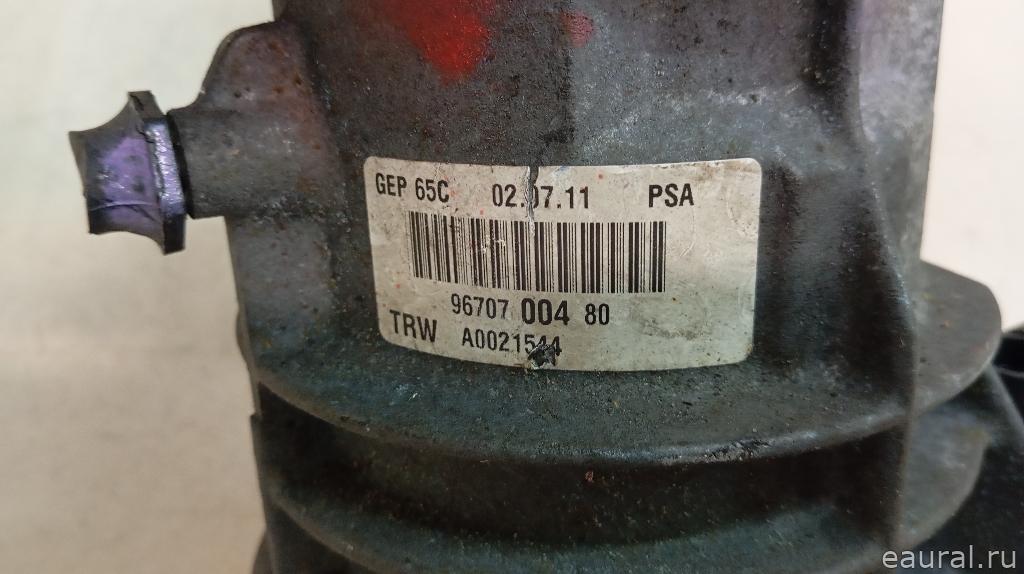 GEP 65C 02.07.11 PSA
96707 004 80
TRW A0021544
eaural.ru